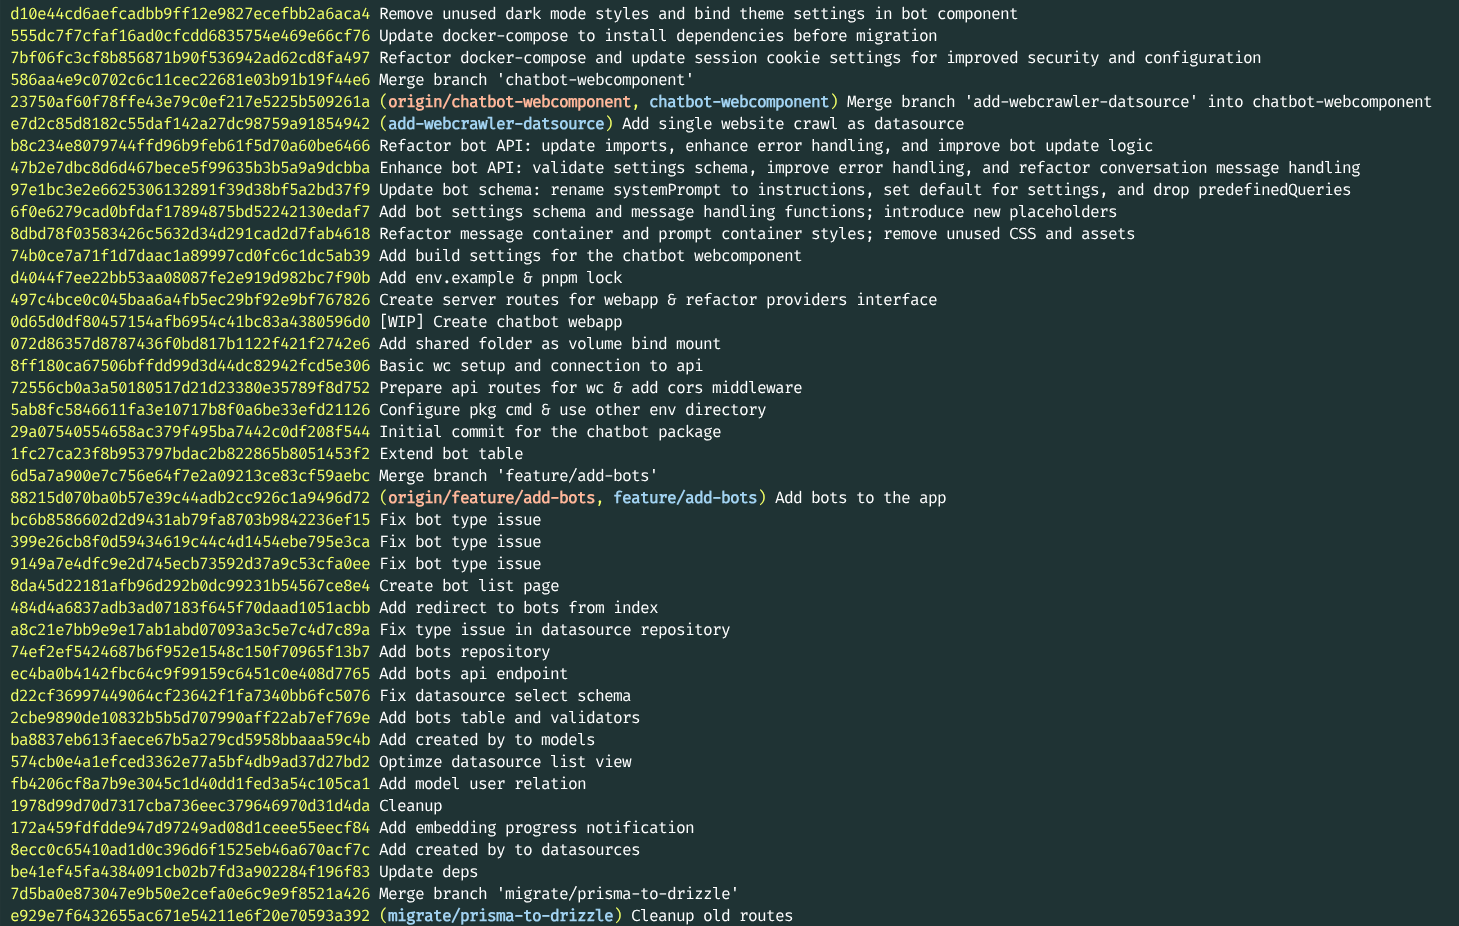 d10e44cd6aefcadbb9ff12e9827ecefbb2a6aca4 Remove unused dark mode styles and bind theme settings in bot component
555dc7f7cfaf16ad0cfcdd6835754e469e66cf76 Update docker-compose to install dependencies before migration
7bf06fc3cf8b856871b90f536942ad62cd8fa497 Refactor docker-compose and update session cookie settings for improved security and configuration
586aa4e9c0702c6c11cec22681e03b91b19f44e6 Merge branch 'chatbot-webcomponent'
23750af60f78ffe43e79c0ef217e5225b509261a (origin/chatbot-webcomponent, chatbot-webcomponent) Merge branch 'add-webcrawler-datsource' into chatbot-webcomponent
e7d2c85d8182c55daf142a27dc98759a91854942 (add-webcrawler-datsource) Add single website crawl as datasource
b8c234e8079744ffd96b9feb61f5d70a60be6466 Refactor bot API: update imports, enhance error handling, and improve bot update logic
47b2e7dbc8d6d467bece5f99635b3b5a9a9dcbba Enhance bot API: validate settings schema, improve error handling, and refactor conversation message handling
97e1bc3e2e6625306132891f39d38bf5a2bd37f9 Update bot schema: rename systemPrompt to instructions, set default for settings, and drop predefinedQueries
6f0e6279cad0bfdaf17894875bd52242130edaf7 Add bot settings schema and message handling functions; introduce new placeholders
8dbd78f03583426c5632d34d291cad2d7fab4618 Refactor message container and prompt container styles; remove unused CSS and assets
74b0ce7a71f1d7daac1a89997cd0fc6c1dc5ab39 Add build settings for the chatbot webcomponent
d4044f7ee22bb53aa08087fe2e919d982bc7f90b Add env.example & pnpm lock
497c4bce0c045baa6a4fb5ec29bf92e9bf767826 Create server routes for webapp & refactor providers interface
0d65d0df80457154afb6954c41bc83a4380596d0 [WIP] Create chatbot webapp
072d86357d8787436f0bd817b1122f421f2742e6 Add shared folder as volume bind mount
8ff180ca67506bffdd99d3d44dc82942fcd5e306 Basic wc setup and connection to api
72556cb0a3a50180517d21d23380e35789f8d752 Prepare api routes for wc & add cors middleware
5ab8fc5846611fa3e10717b8f0a6be33efd21126 Configure pkg cmd & use other env directory
29a07540554658ac379f495ba7442c0df208f544 Initial commit for the chatbot package
1fc27ca23f8b953797bdac2b822865b8051453f2 Extend bot table
6d5a7a900e7c756e64f7e2a09213ce83cf59aebc Merge branch 'feature/add-bots'
88215d070ba0b57e39c44adb2cc926c1a9496d72 (origin/feature/add-bots, feature/add-bots) Add bots to the app
bc6b8586602d2d9431ab79fa8703b9842236ef15 Fix bot type issue
399e26cb8f0d59434619c44c4d1454ebe795e3ca Fix bot type issue
9149a7e4dfc9e2d745ecb73592d37a9c53cfa0ee Fix bot type issue
8da45d22181afb96d292b0dc99231b54567ce8e4 Create bot list page
484d4a6837adb3ad07183f645f70daad1051acbb Add redirect to bots from index
a8c21e7bb9e9e17ab1abd07093a3c5e7c4d7c89a Fix type issue in datasource repository
74ef2ef5424687b6f952e1548c150f70965f13b7 Add bots repository
ec4ba0b4142fbc64c9f99159c6451c0e408d7765 Add bots api endpoint
d22cf36997449064cf23642f1fa7340bb6fc5076 Fix datasource select schema
2cbe9890de10832b5b5d707990aff22ab7ef769e Add bots table and validators
ba8837eb613faece67b5a279cd5958bbaaa59c4b Add created by to models
574cb0e4a1efced3362e77a5bf4db9ad37d27bd2 Optimze datasource list view
fb4206cf8a7b9e3045c1d40dd1fed3a54c105ca1 Add model user relation
1978d99d70d7317cba736eec379646970d31d4da Cleanup
172a459fdfdde947d97249ad08d1ceee55eecf84 Add embedding progress notification
8ecc0c65410ad1d0c396d6f1525eb46a670acf7c Add created by to datasources
be41ef45fa4384091cb02b7fd3a902284f196f83 Update deps
7d5ba0e873047e9b50e2cefa0e6c9e9f8521a426 Merge branch 'migrate/prisma-to-drizzle'
e929e7f6432655ac671e54211e6f20e70593a392 (migrate/prisma-to-drizzle) Cleanup old routes